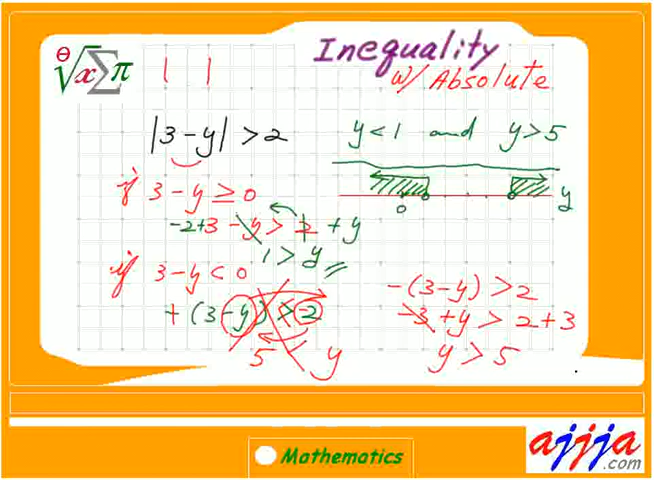 θ√x Σ π
Inequality
w/ Absolute
| |
|3 - y| > 2
y < 1 and y > 5
if 3 - y ≥ 0
-2 + 3 - y > 2 + y
1 > y
0
y
if 3 - y < 0
+ (3 - y) > < -2
5 < y
-(3 - y) > 2
-3 + y > 2 + 3
y > 5
Mathematics
ajjja
.com